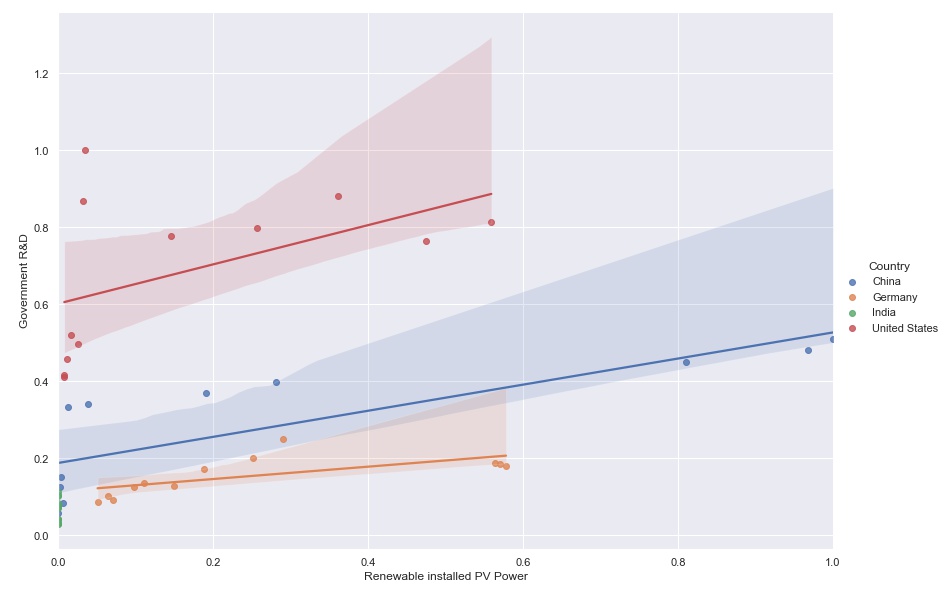 1.2
1.0
0.8
0.6
0.4
0.2
0.0
Government R&D
0.0 0.2 0.4 0.6 0.8 1.0
Renewable installed PV Power
Country
China
Germany
India
United States